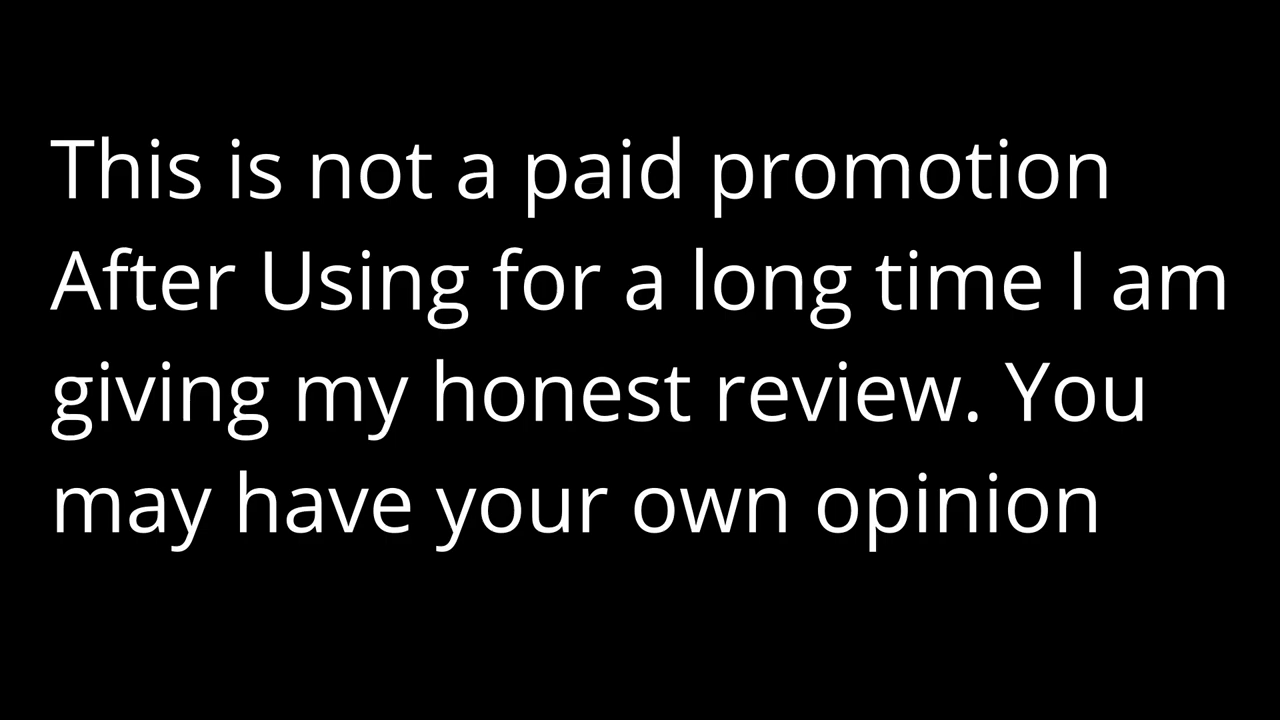 This is not a paid promotion
After Using for a long time I am
giving my honest review. You
may have your own opinion